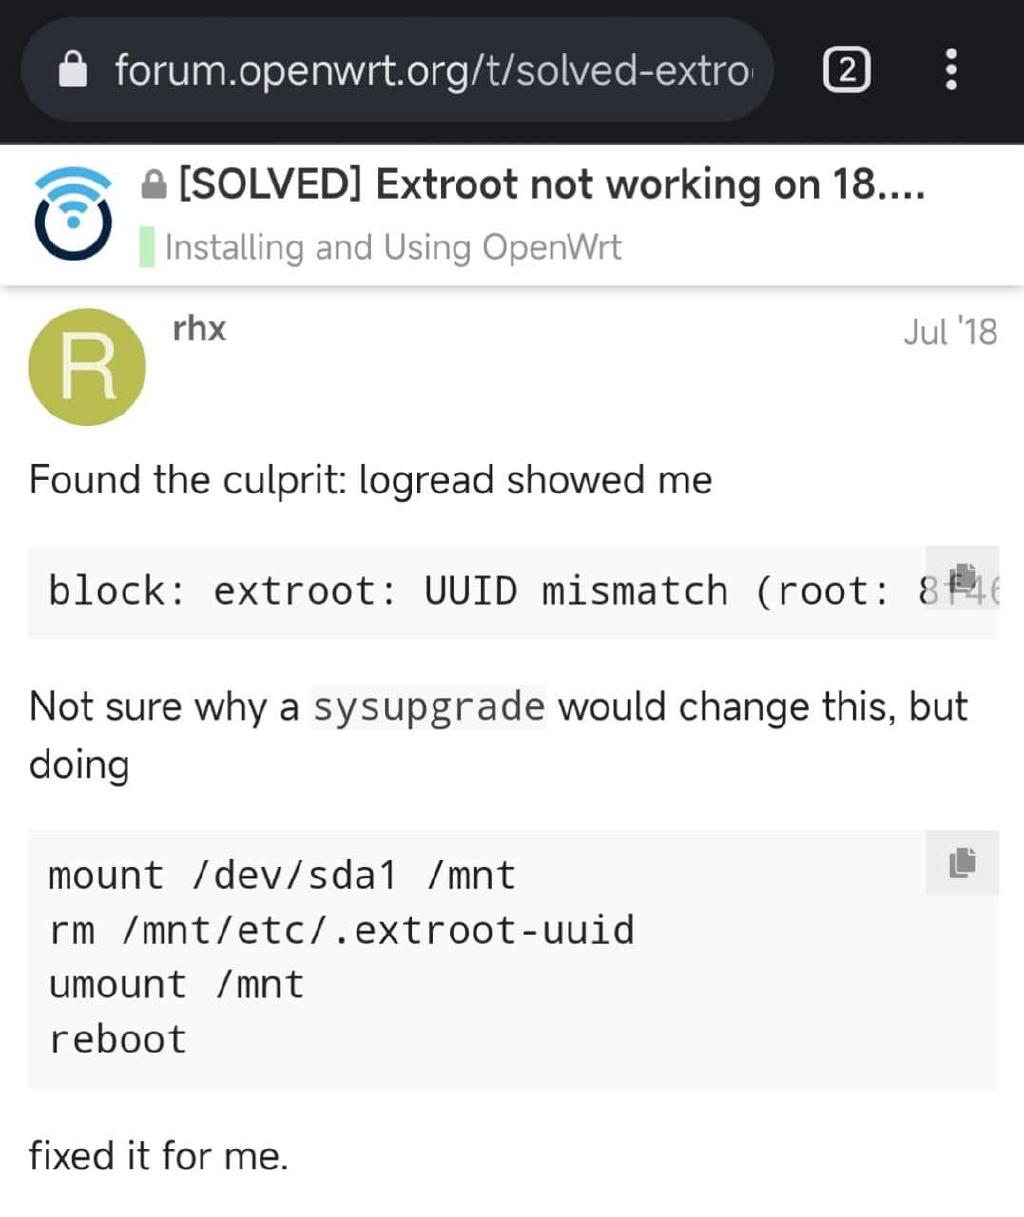 forum.openwrt.org/t/solved-extro
2
[SOLVED] Extroot not working on 18....
Installing and Using OpenWrt
R
rhx
Jul '18
Found the culprit: logread showed me
block: extroot: UUID mismatch (root: 8f46
Not sure why a sysupgrade would change this, but
doing
mount /dev/sda1 /mnt
rm /mnt/etc/.extroot-uuid
umount /mnt
reboot
fixed it for me.